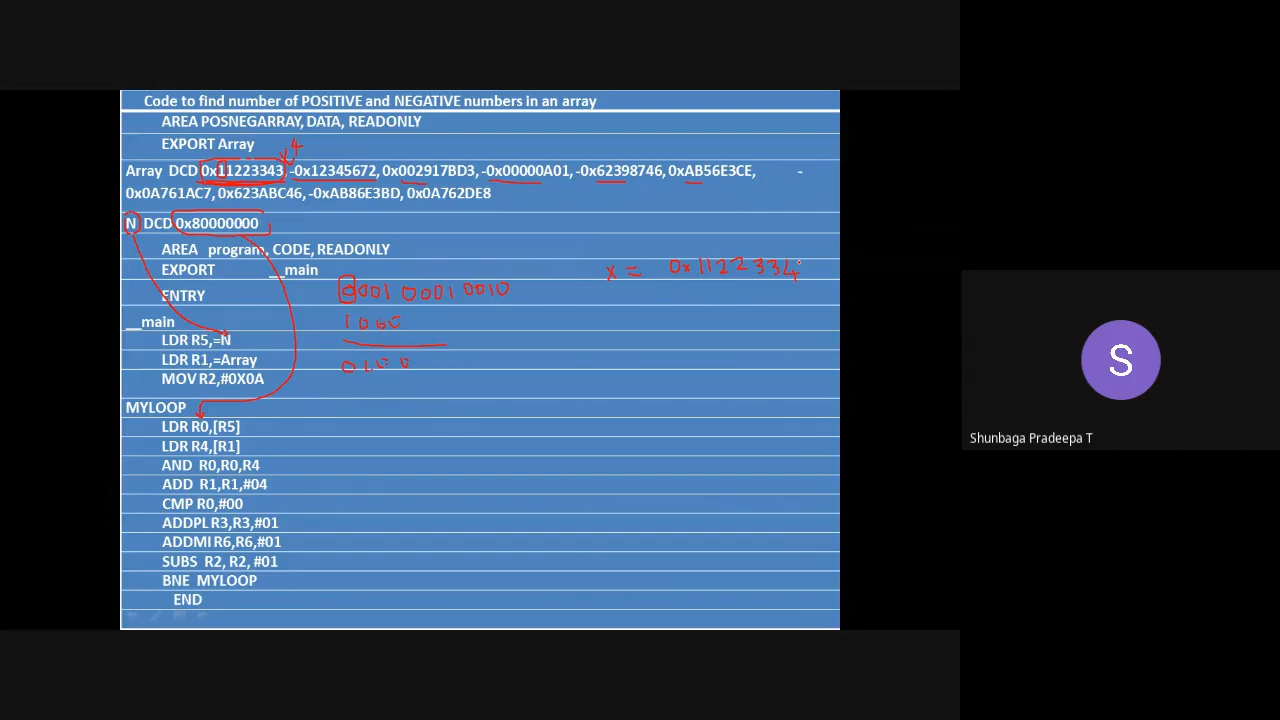 Code to find number of POSITIVE and NEGATIVE numbers in an array
AREA POSNEGARRAY, DATA, READONLY
EXPORT Array
x4
Array DCD 0x11223343, -0x12345672, 0x002917BD3, -0x00000A01, -0x62398746, 0xAB56E3CE, -
0x0A761AC7, 0x623ABC46, -0xAB86E3BD, 0x0A762DE8
N DCD 0x80000000
AREA program, CODE, READONLY
EXPORT __main
x = 0x1122334
ENTRY
0001 0001 0010
__main
1000
LDR R5,=N
LDR R1,=Array
MOV R2,#0X0A
MYLOOP
LDR R0,[R5]
LDR R4,[R1]
AND R0,R0,R4
ADD R1,R1,#04
CMP R0,#00
ADDPL R3,R3,#01
ADDMI R6,R6,#01
SUBS R2, R2, #01
BNE MYLOOP
END
S
Shunbaga Pradeepa T